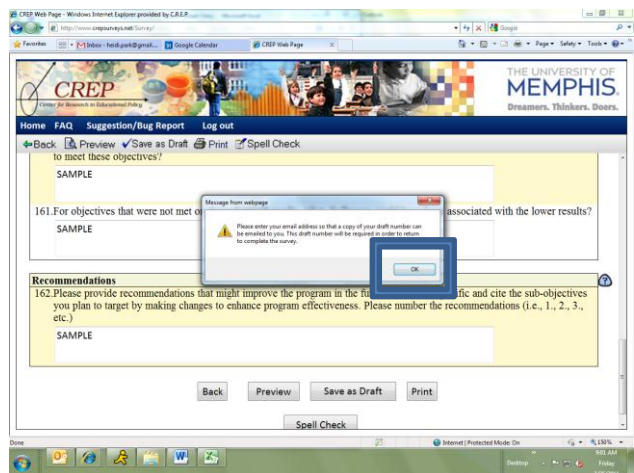 CREP Web Page - Windows Internet Explorer provided by C.R.E.P.
http://www.crepsurveys.net/Survey/
Google
Favorites
Inbox - heidi.park@gmail....
Google Calendar
CREP Web Page
Page
Safety
Tools
CREP
Center for Research in Educational Policy
THE UNIVERSITY OF
MEMPHIS.
Dreamers. Thinkers. Doers.
Home FAQ Suggestion/Bug Report Log out
Back Preview Save as Draft Print Spell Check
to meet these objectives?
SAMPLE
Message from webpage
161.For objectives that were not met o associated with the lower results?
SAMPLE
Please enter your email address so that a copy of your draft number can
be emailed to you. This draft number will be required in order to return
to complete the survey.
OK
Recommendations
162.Please provide recommendations that might improve the program in the fu fic and cite the sub-objectives
you plan to target by making changes to enhance program effectiveness. Please number the recommendations (i.e., 1., 2., 3.,
etc.)
SAMPLE
Back Preview Save as Draft Print
Spell Check
Done
Internet | Protected Mode: On
150%
Desktop
9:01 AM
Friday